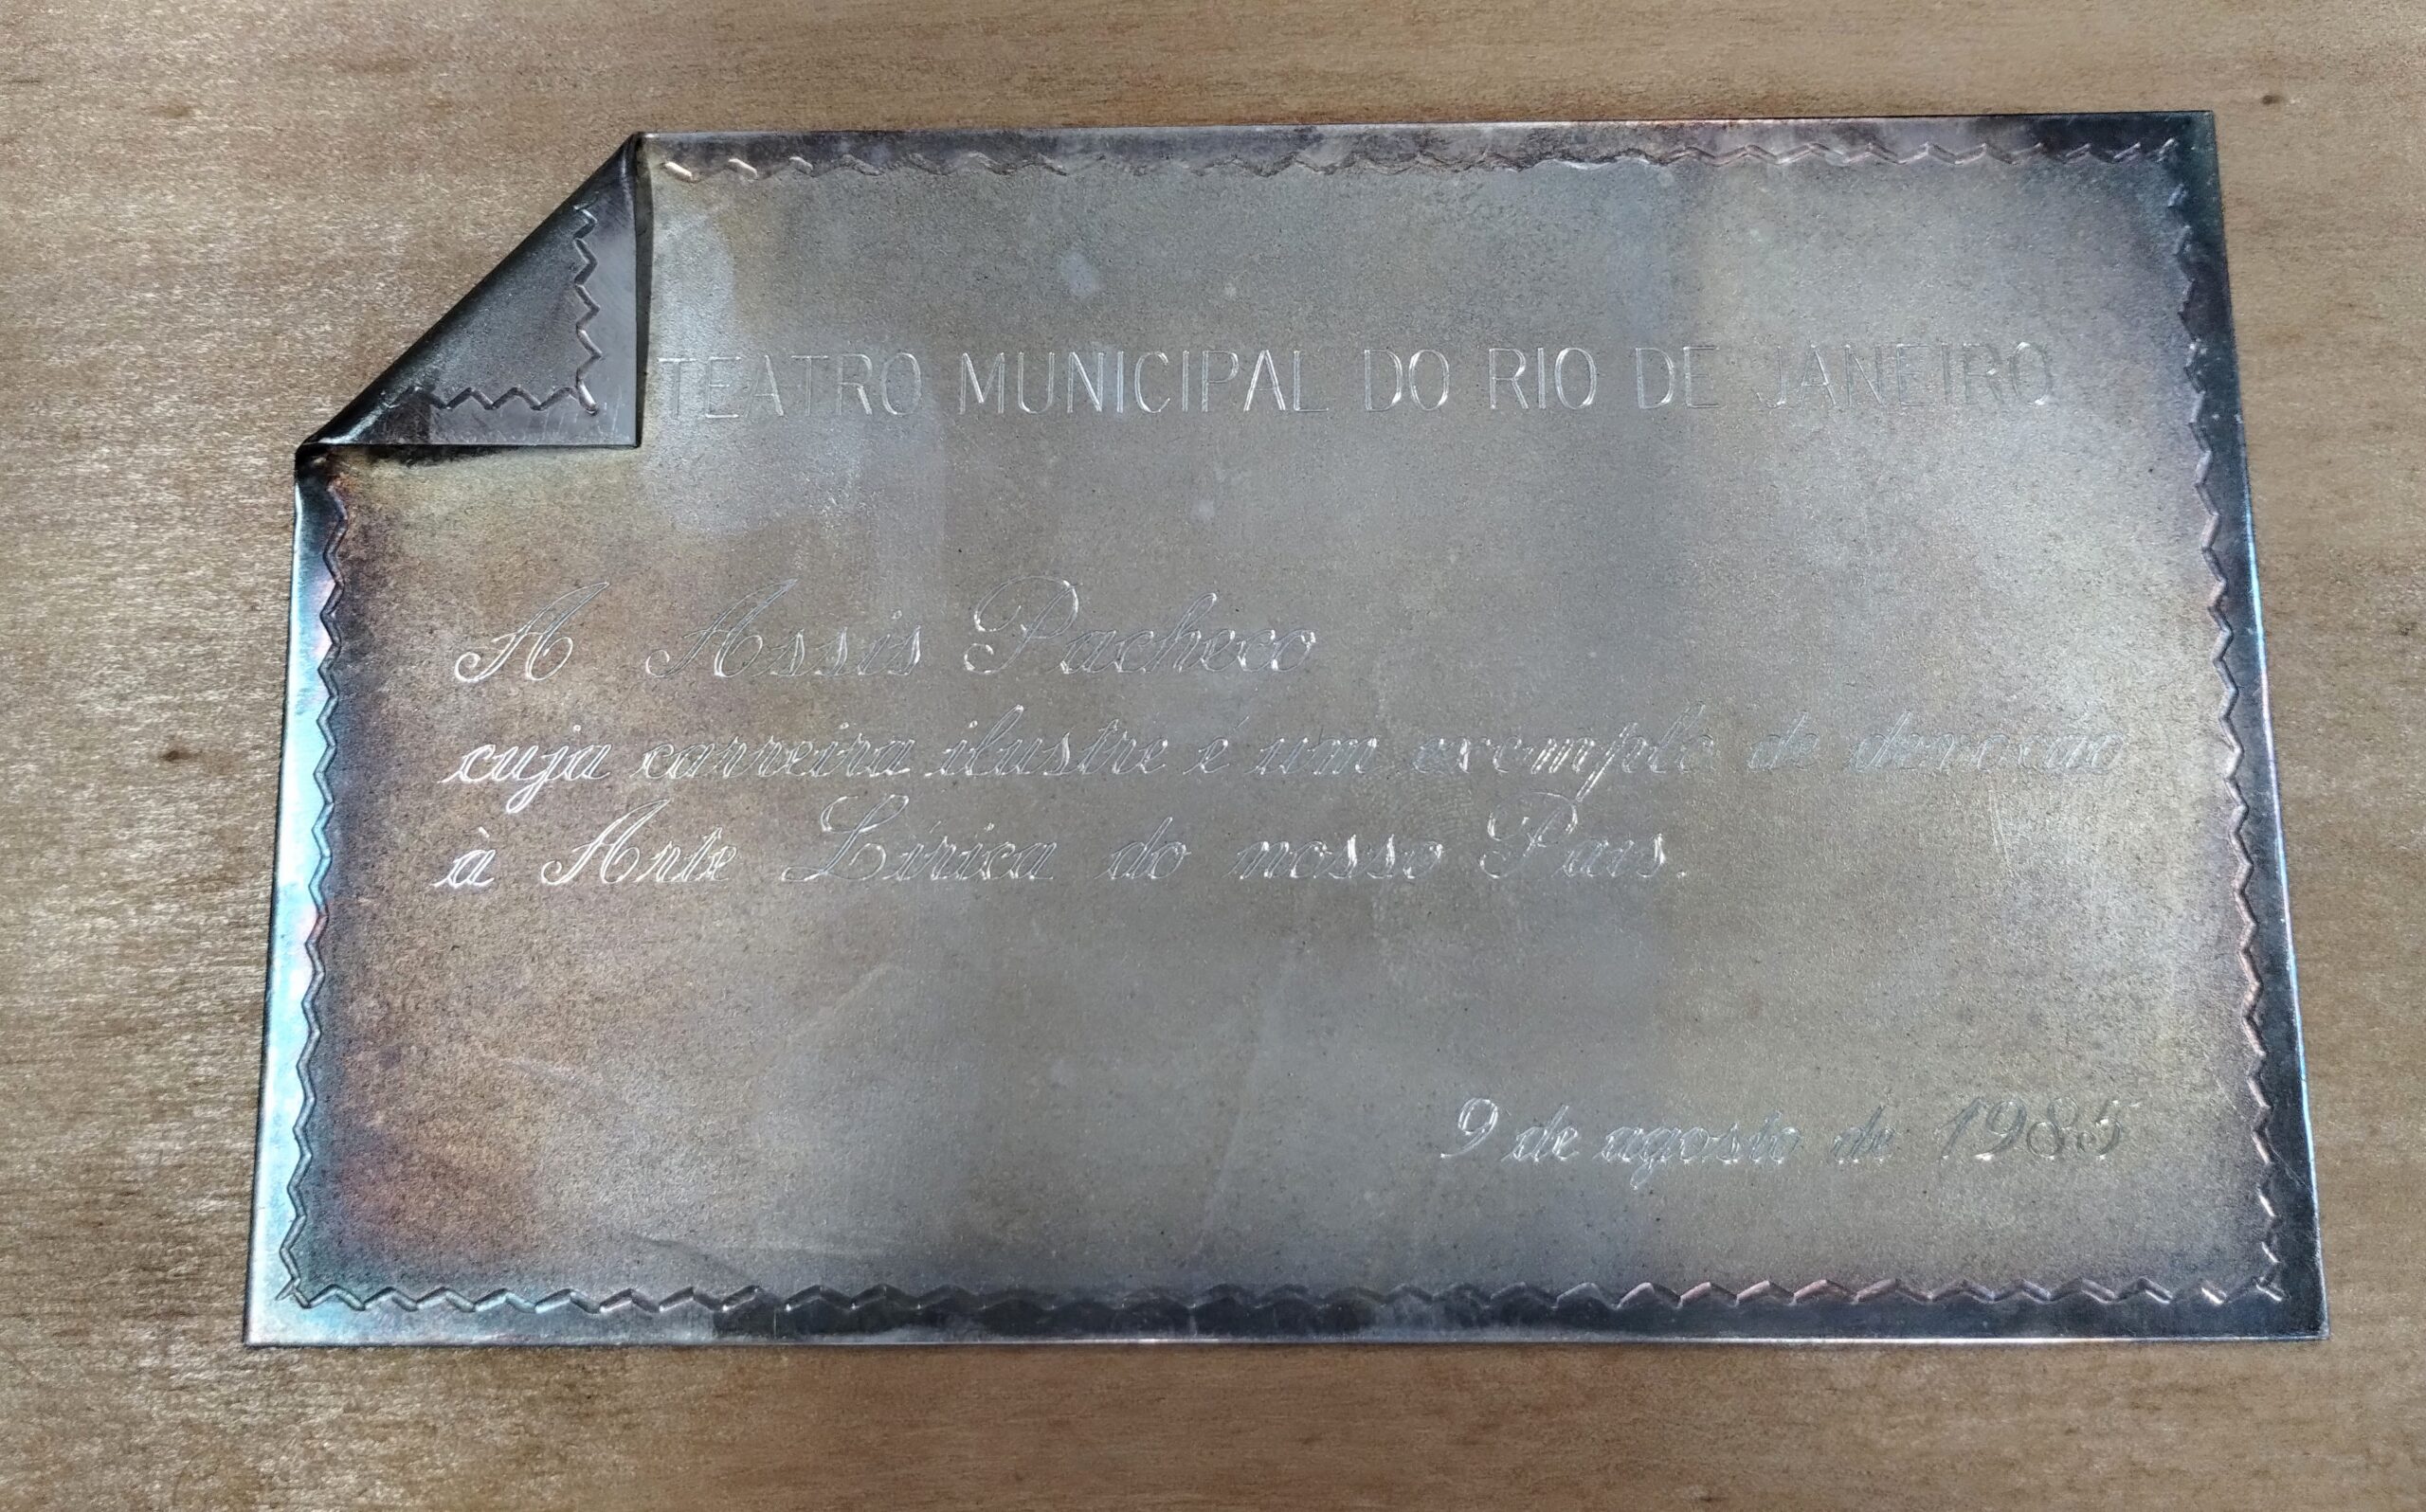 TEATRO MUNICIPAL DO RIO DE JANEIRO
A Assis Pacheco
cuja carreira ilustre é um exemplo de devoção
à Arte Lírica do nosso País.
9 de agosto de 1985